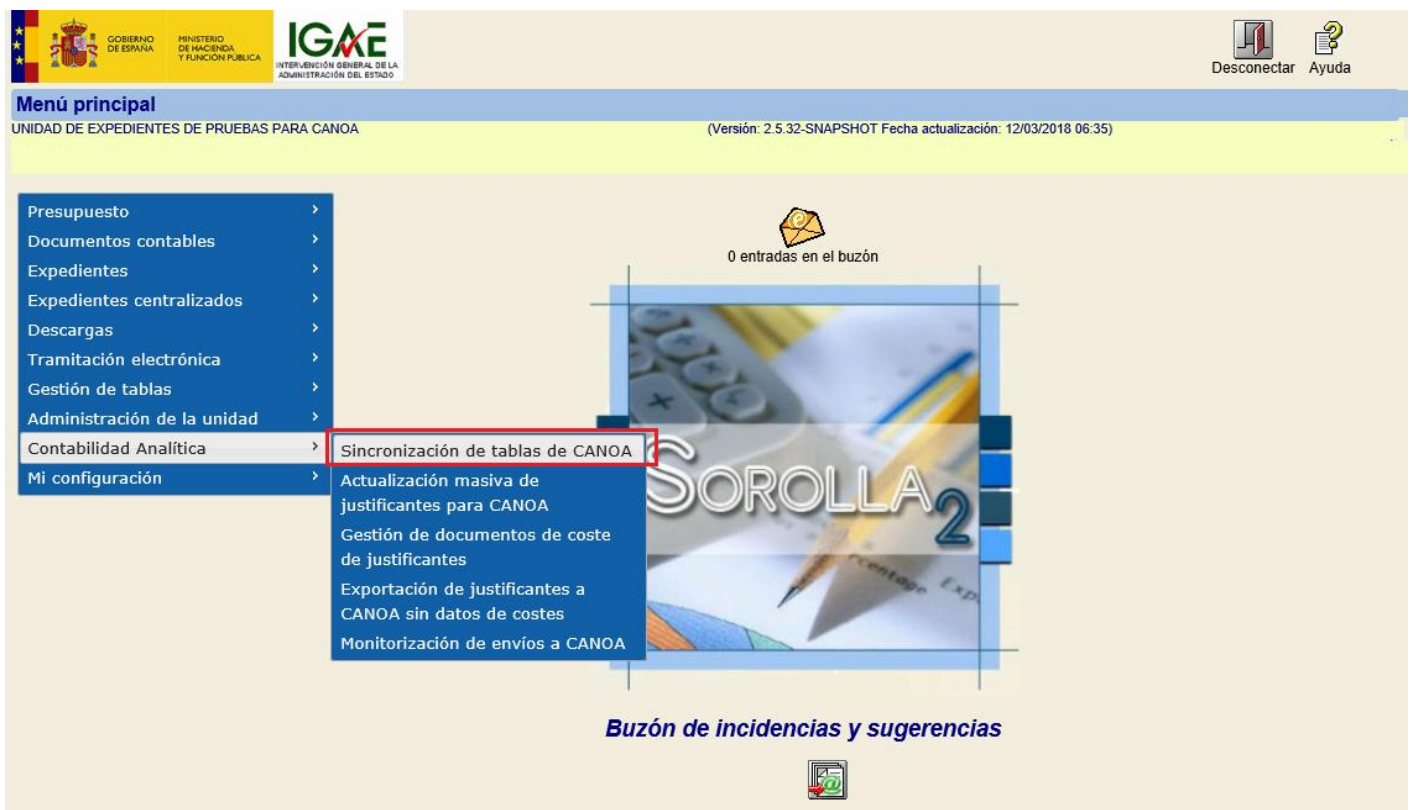 GOBIERNO
DE ESPAÑA
MINISTERIO
DE HACIENDA
Y FUNCIÓN PÚBLICA
IGAE
INTERVENCIÓN GENERAL DE LA
ADMINISTRACIÓN DEL ESTADO
Desconectar Ayuda
Menú principal
UNIDAD DE EXPEDIENTES DE PRUEBAS PARA CANOA (Versión: 2.5.32-SNAPSHOT Fecha actualización: 12/03/2018 06:35)
Presupuesto
Documentos contables
Expedientes
Expedientes centralizados
Descargas
Tramitación electrónica
Gestión de tablas
Administración de la unidad
Contabilidad Analítica
Mi configuración
Sincronización de tablas de CANOA
Actualización masiva de
justificantes para CANOA
Gestión de documentos de coste
de justificantes
Exportación de justificantes a
CANOA sin datos de costes
Monitorización de envíos a CANOA
0 entradas en el buzón
SOROLLA2
Buzón de incidencias y sugerencias